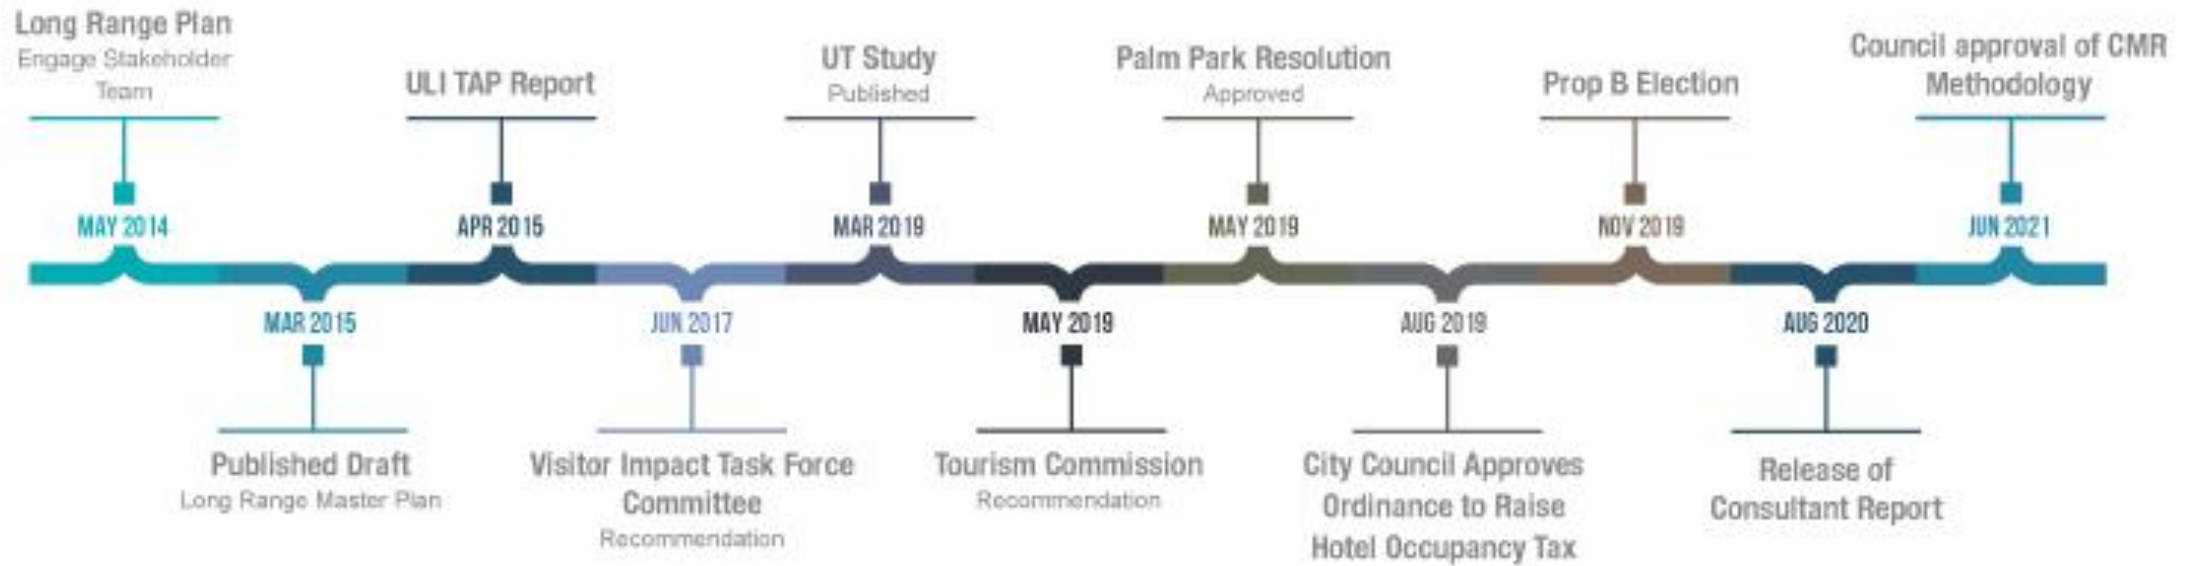 Long Range Plan
Engage Stakeholder
Team
MAY 2014
MAR 2015
Published Draft
Long Range Master Plan
ULI TAP Report
APR 2015
JUN 2017
Visitor Impact Task Force
Committee
Recommendation
UT Study
Published
MAR 2019
MAY 2019
Tourism Commission
Recommendation
Palm Park Resolution
Approved
MAY 2019
AUG 2019
City Council Approves
Ordinance to Raise
Hotel Occupancy Tax
Prop B Election
NOV 2019
AUG 2020
Release of
Consultant Report
Council approval of CMR
Methodology
JUN 2021